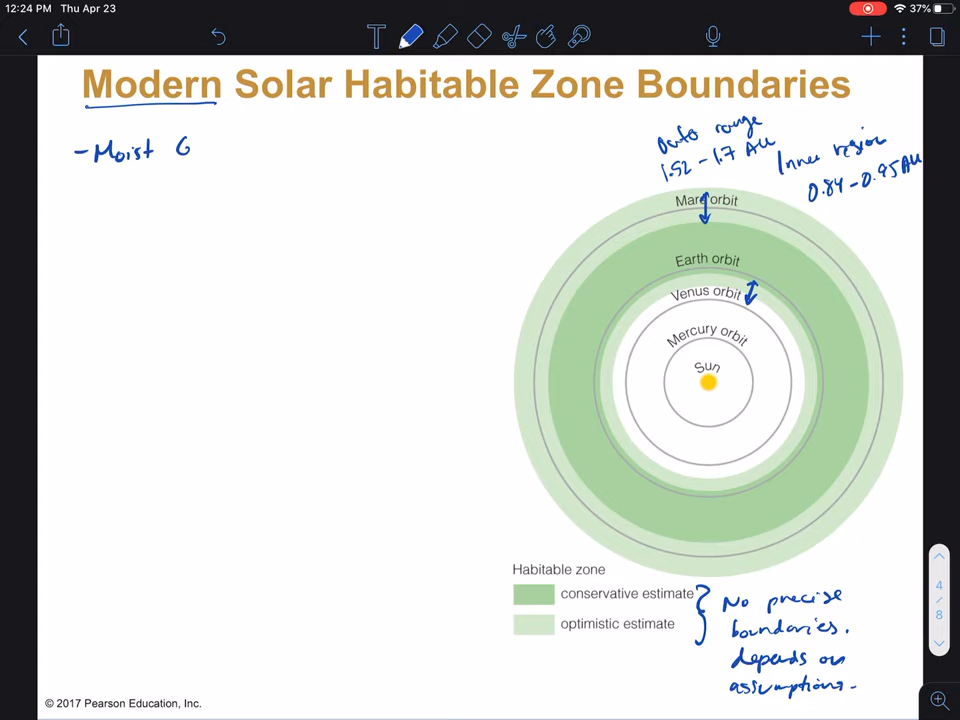 12:24 PM Thu Apr 23
37%
Modern Solar Habitable Zone Boundaries
- Moist G
Outer range
1.52 - 1.7 AU
Inner region
0.84 - 0.95 AU
Mars orbit
Earth orbit
Venus orbit
Mercury orbit
Sun
Habitable zone
conservative estimate
optimistic estimate
No precise
boundaries.
depends on
assumptions.
4
/
8
© 2017 Pearson Education, Inc.